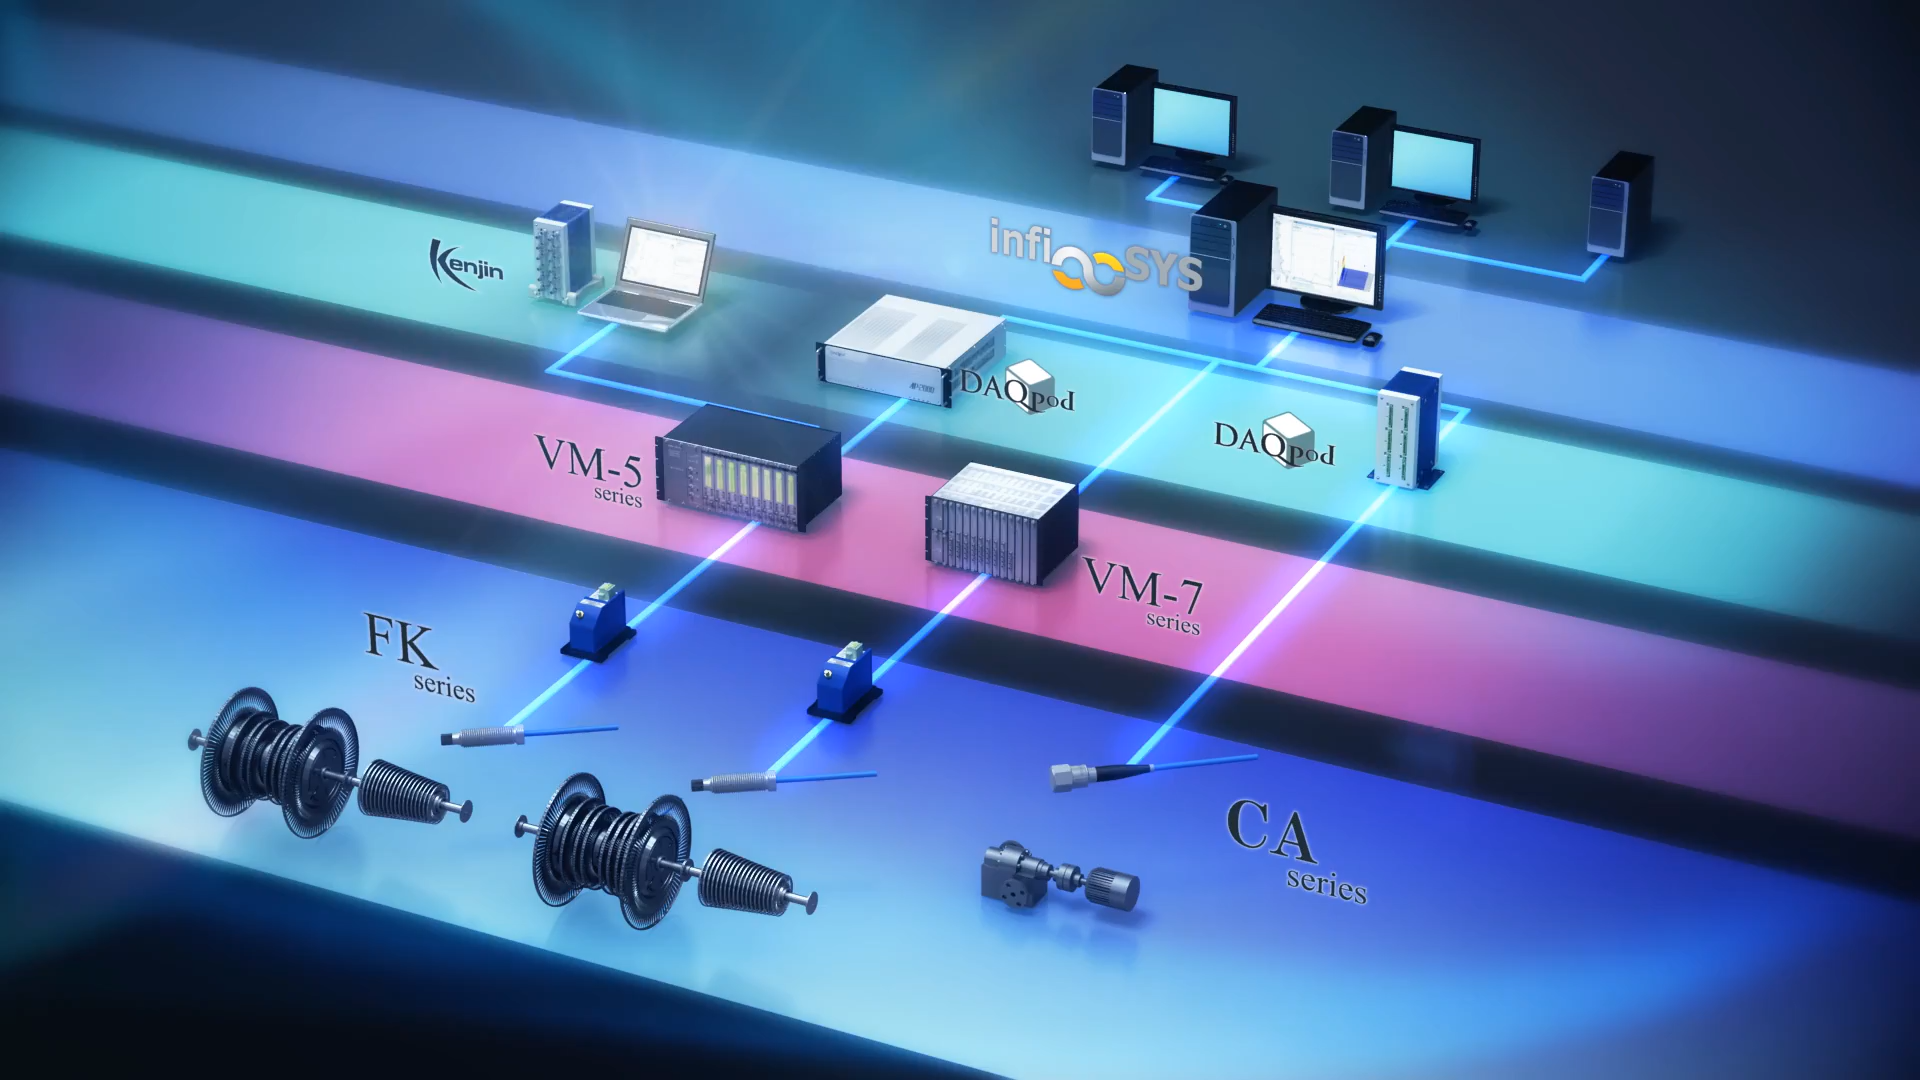 infi SYS
Kenjin
DAQpod
DAQpod
VM-5
series
VM-7
series
FK
series
CA
series